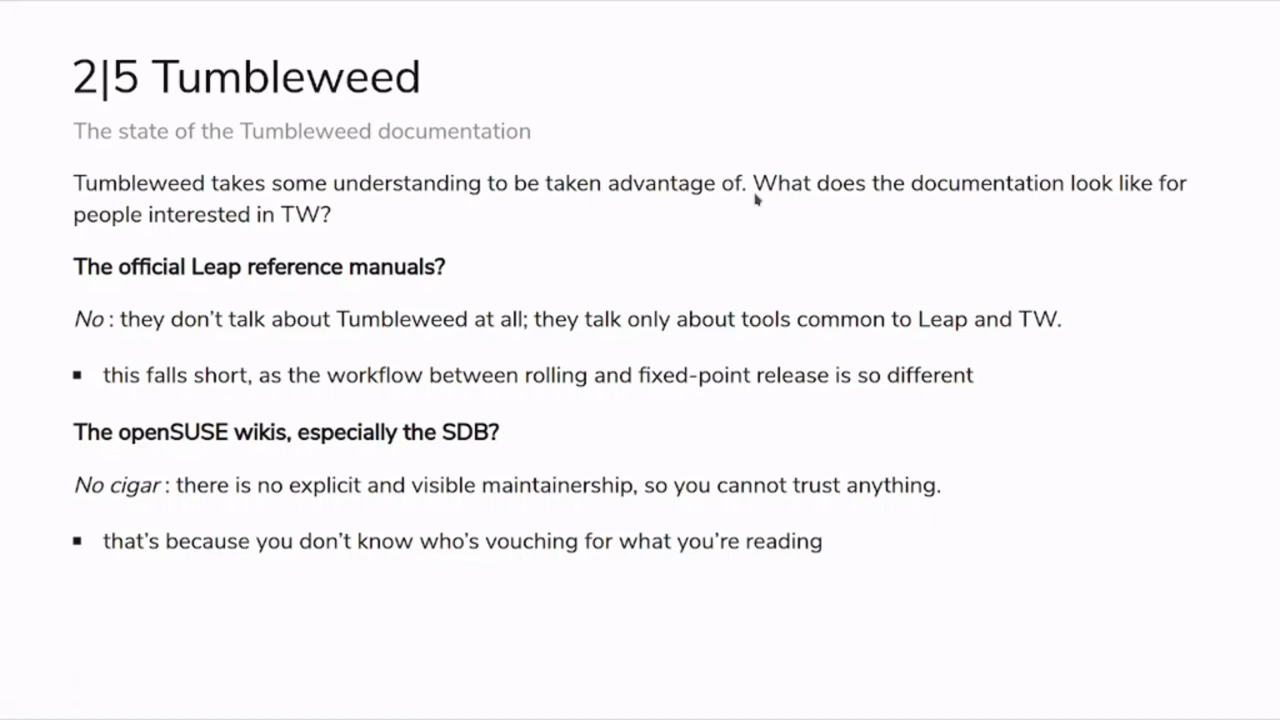 2|5 Tumbleweed
The state of the Tumbleweed documentation
Tumbleweed takes some understanding to be taken advantage of. What does the documentation look like for
people interested in TW?
The official Leap reference manuals?
No: they don't talk about Tumbleweed at all; they talk only about tools common to Leap and TW.
▪ this falls short, as the workflow between rolling and fixed-point release is so different
The openSUSE wikis, especially the SDB?
No cigar: there is no explicit and visible maintainership, so you cannot trust anything.
▪ that's because you don't know who's vouching for what you're reading